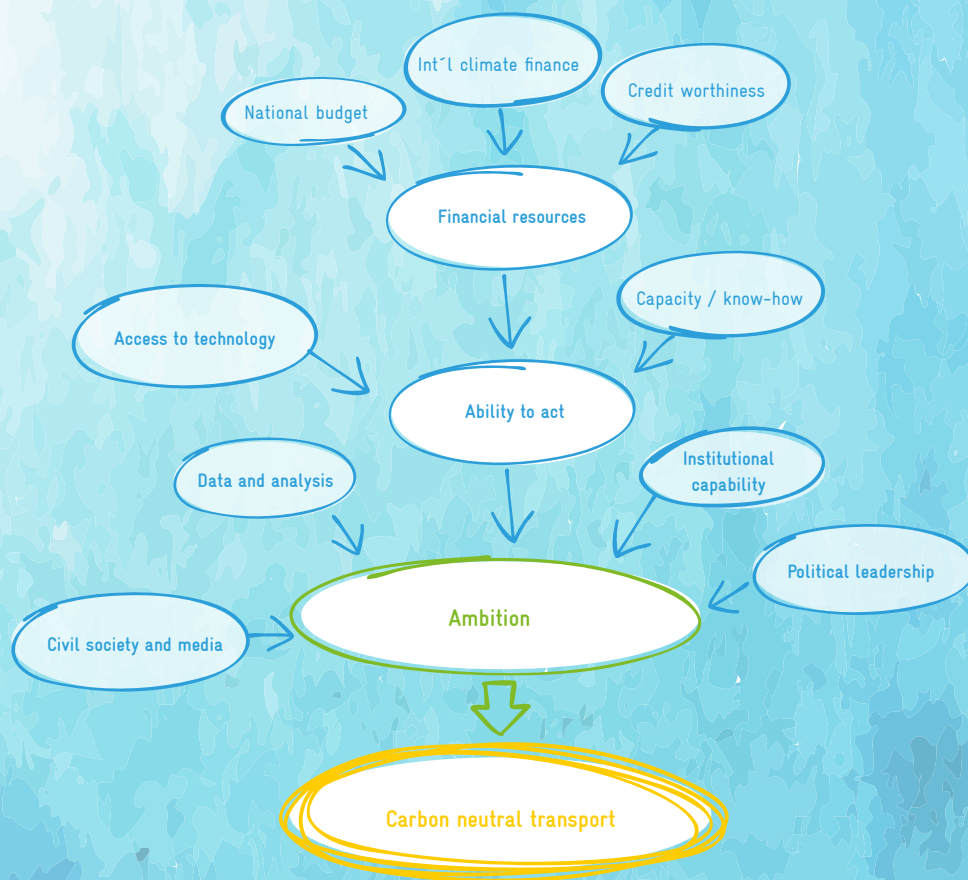 Int´l climate finance
Credit worthiness
National budget
Financial resources
Capacity / know-how
Access to technology
Ability to act
Institutional
capability
Data and analysis
Political leadership
Ambition
Civil society and media
Carbon neutral transport